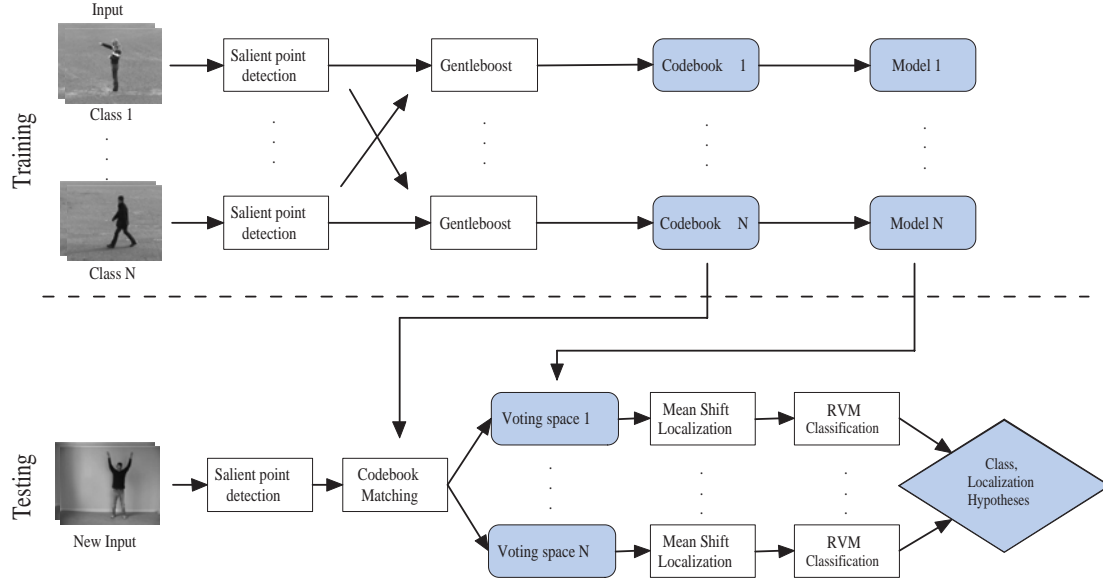 Input
Salient point
detection
Gentleboost
Codebook 1
Model 1
Class 1
Training
Salient point
detection
Gentleboost
Codebook N
Model N
Class N
Voting space 1
Mean Shift
Localization
RVM
Classification
Testing
Salient point
detection
Codebook
Matching
Class,
Localization
Hypotheses
New Input
Voting space N
Mean Shift
Localization
RVM
Classification